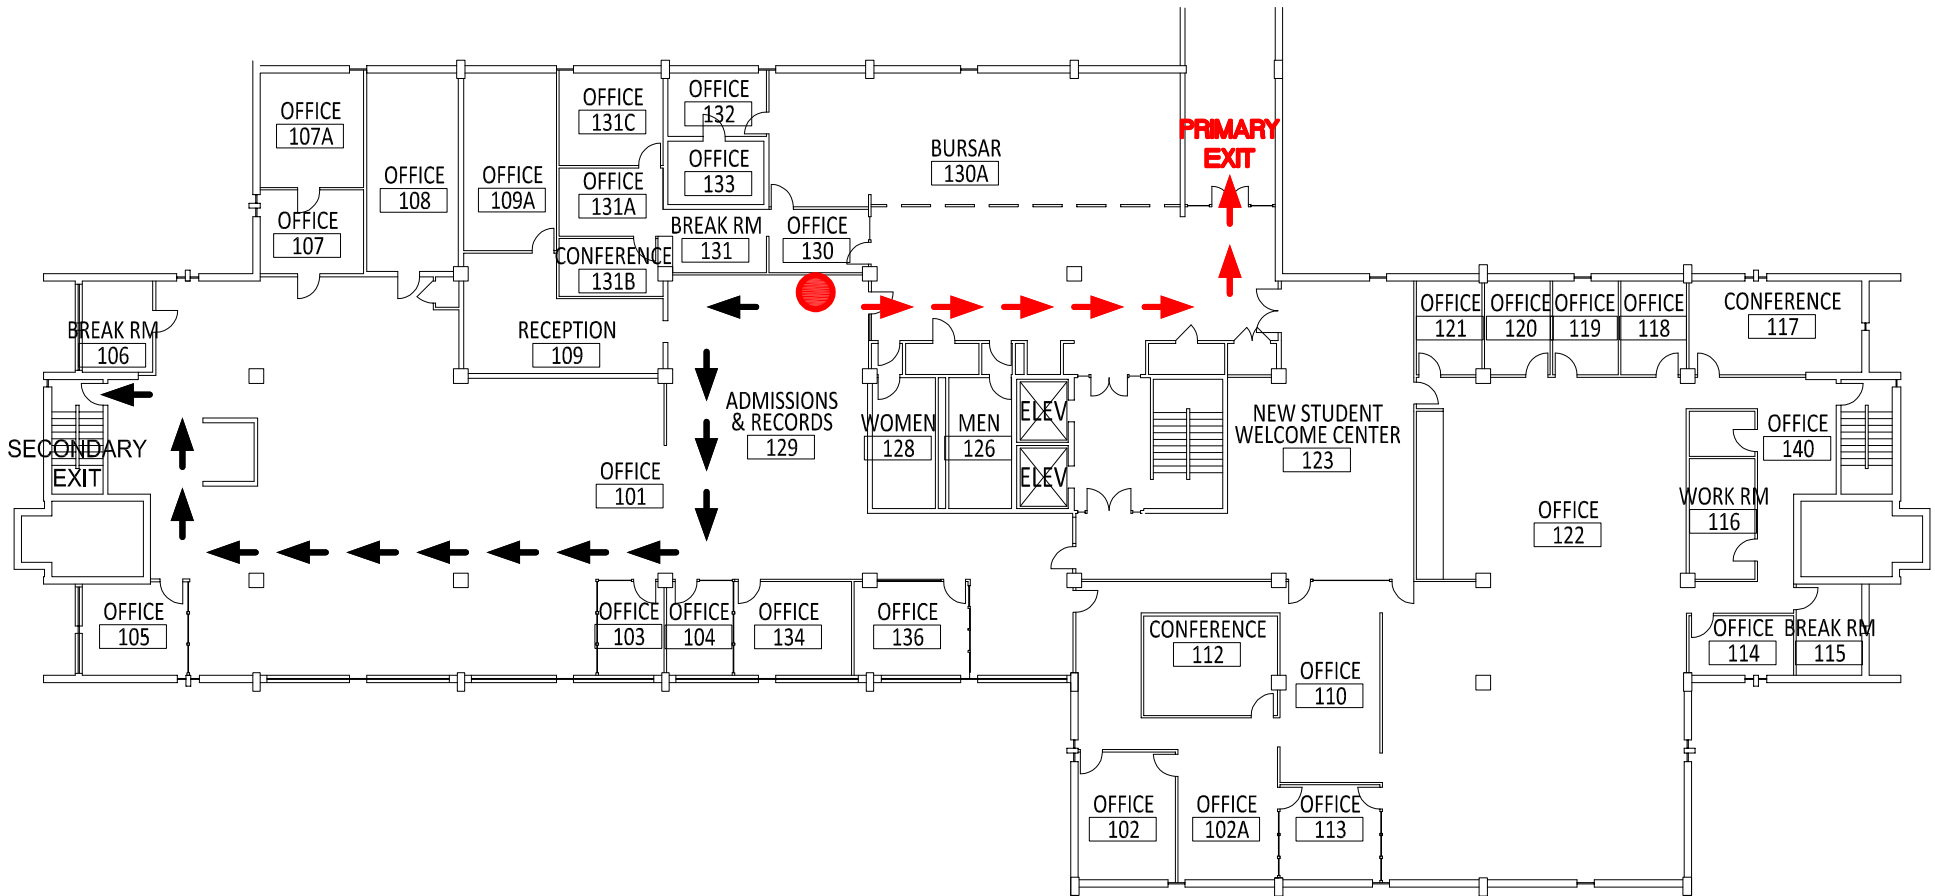 OFFICE
107A
OFFICE
107
OFFICE
108
OFFICE
109A
OFFICE
131C
OFFICE
131A
CONFERENCE
131B
OFFICE
132
OFFICE
133
BREAK RM
131
OFFICE
130
BURSAR
130A
PRIMARY
EXIT
BREAK RM
106
RECEPTION
109
SECONDARY
EXIT
OFFICE
101
ADMISSIONS
& RECORDS
129
WOMEN
128
MEN
126
ELEV
ELEV
NEW STUDENT
WELCOME CENTER
123
OFFICE
121
OFFICE
120
OFFICE
119
OFFICE
118
CONFERENCE
117
OFFICE
140
WORK RM
116
OFFICE
122
OFFICE
105
OFFICE
103
OFFICE
104
OFFICE
134
OFFICE
136
CONFERENCE
112
OFFICE
110
OFFICE
114
BREAK RM
115
OFFICE
102
OFFICE
102A
OFFICE
113